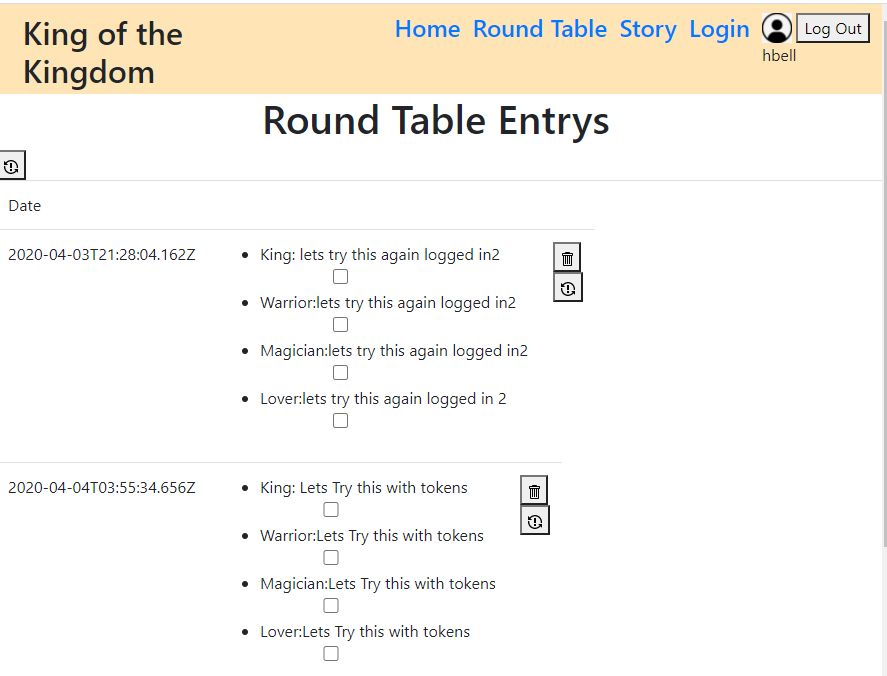 King of the
Kingdom
Home Round Table Story Login Log Out
hbell
Round Table Entrys
Date
2020-04-03T21:28:04.162Z
King: lets try this again logged in2
Warrior:lets try this again logged in2
Magician:lets try this again logged in2
Lover:lets try this again logged in 2
2020-04-04T03:55:34.656Z
King: Lets Try this with tokens
Warrior:Lets Try this with tokens
Magician:Lets Try this with tokens
Lover:Lets Try this with tokens